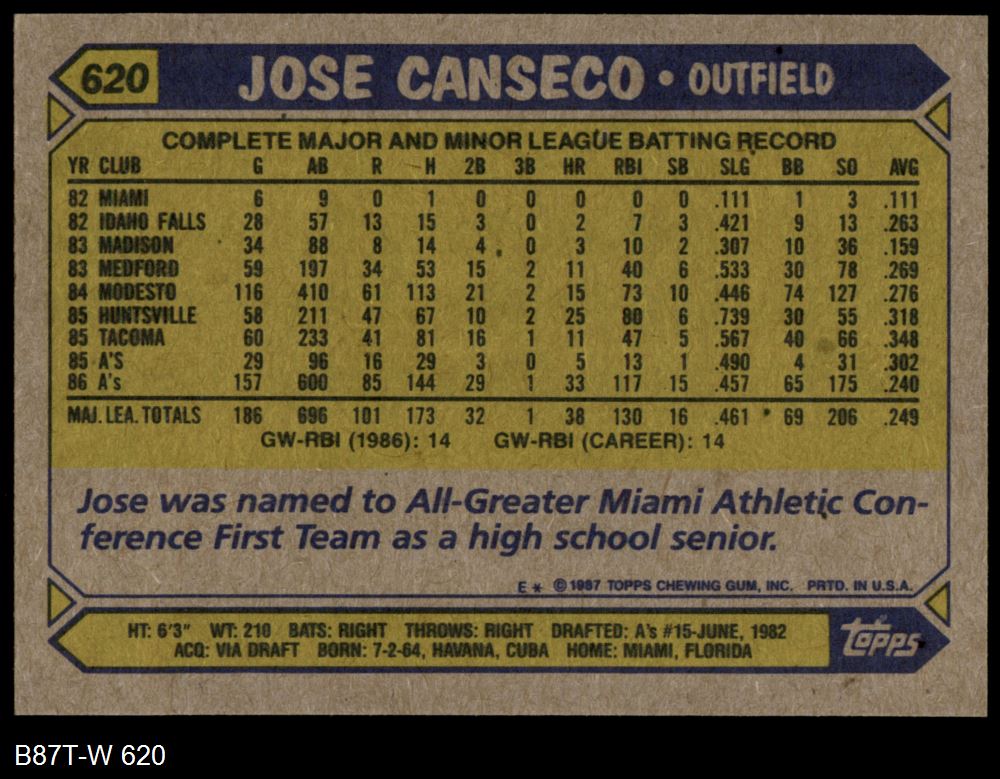 620 JOSE CANSECO • OUTFIELD
COMPLETE MAJOR AND MINOR LEAGUE BATTING RECORD
YR CLUB G AB R H 2B 3B HR RBI SB SLG BB SO AVG
82 MIAMI 6 9 0 1 0 0 0 0 0 .111 1 3 .111
82 IDAHO FALLS 28 57 13 15 3 0 2 7 3 .421 9 13 .263
83 MADISON 34 88 8 14 4 0 3 10 2 .307 10 36 .159
83 MEDFORD 59 197 34 53 15 2 11 40 6 .533 30 78 .269
84 MODESTO 116 410 61 113 21 2 15 73 10 .446 74 127 .276
85 HUNTSVILLE 58 211 47 67 10 2 25 80 6 .739 30 55 .318
85 TACOMA 60 233 41 81 16 1 11 47 5 .567 40 66 .348
85 A'S 29 96 16 29 3 0 5 13 1 .490 4 31 .302
86 A's 157 600 85 144 29 1 33 117 15 .457 65 175 .240
MAJ. LEA. TOTALS 186 696 101 173 32 1 38 130 16 .461 69 206 .249
GW-RBI (1986): 14 GW-RBI (CAREER): 14
Jose was named to All-Greater Miami Athletic Con-
ference First Team as a high school senior.
E * © 1987 TOPPS CHEWING GUM, INC. PRTD. IN U.S.A.
HT: 6'3" WT: 210 BATS: RIGHT THROWS: RIGHT DRAFTED: A's #15-JUNE, 1982
ACQ: VIA DRAFT BORN: 7-2-64, HAVANA, CUBA HOME: MIAMI, FLORIDA
topps
B87T-W 620